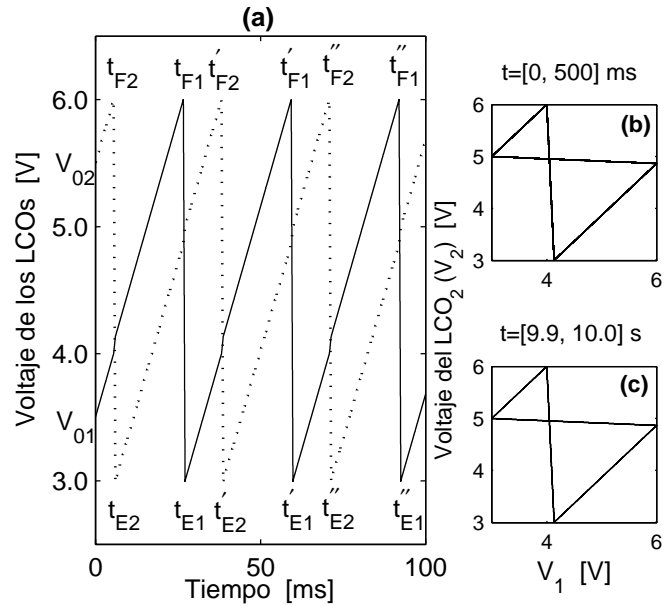 (a)
t_F2 t_F1 t'_F2 t'_F1 t''_F2 t''_F1
6.0
V_02
5.0
4.0
V_01
3.0
t_E2 t_E1 t'_E2 t'_E1 t''_E2 t''_E1
0 50 100
Tiempo [ms]
Voltaje de los LCOs [V]
t=[0, 500] ms
(b)
6
5
4
3
4 6
Voltaje del LCO_2 (V_2) [V]
t=[9.9, 10.0] s
(c)
6
5
4
3
4 6
V_1 [V]